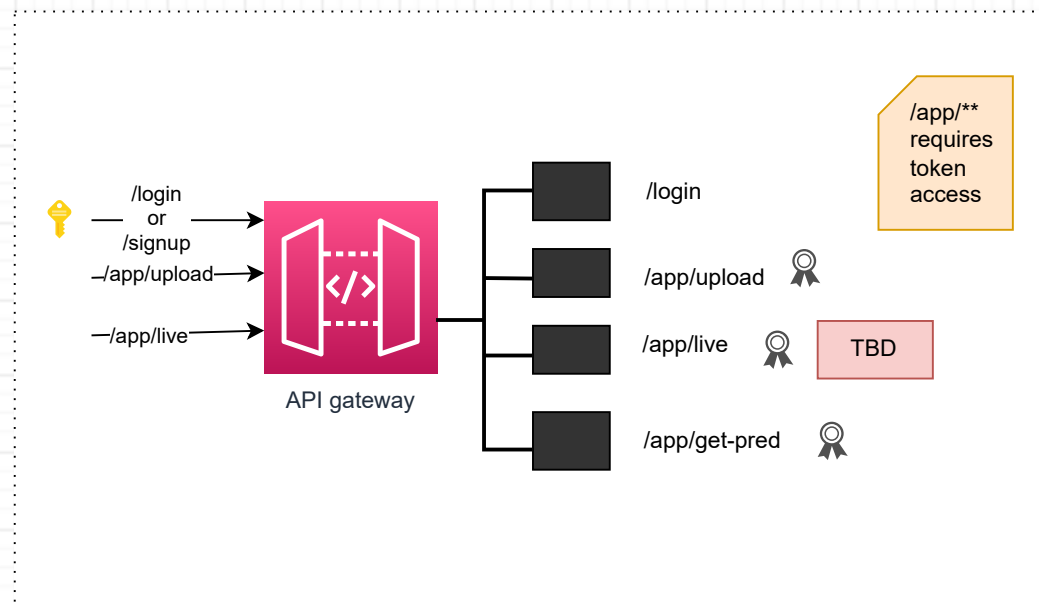 /login
or
/signup
/app/upload
/app/live
API gateway
/login
/app/upload
/app/live
TBD
/app/get-pred
/app/**
requires
token
access